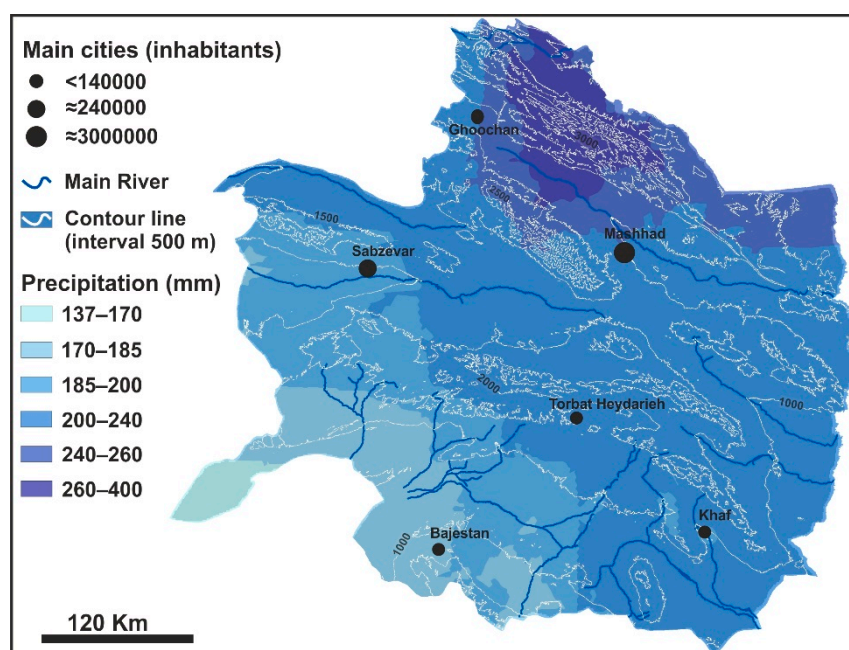 Main cities (inhabitants)
<140000
≈240000
≈3000000
Main River
Contour line
(interval 500 m)
Precipitation (mm)
137–170
170–185
185–200
200–240
240–260
260–400
120 Km
Ghoochan
3000
2500
1500
Mashhad
Sabzevar
2000
1000
Torbat Heydarieh
Khaf
Bajestan
1000